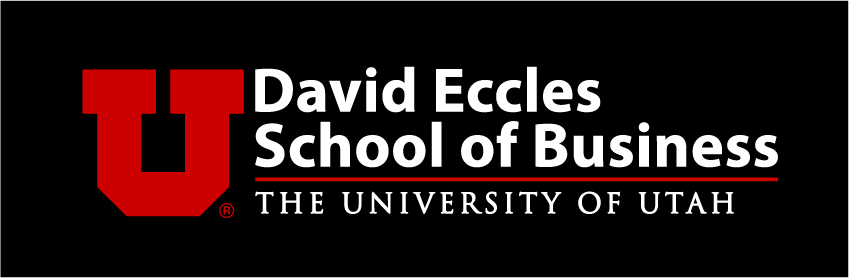 U®
David Eccles
School of Business
THE UNIVERSITY OF UTAH